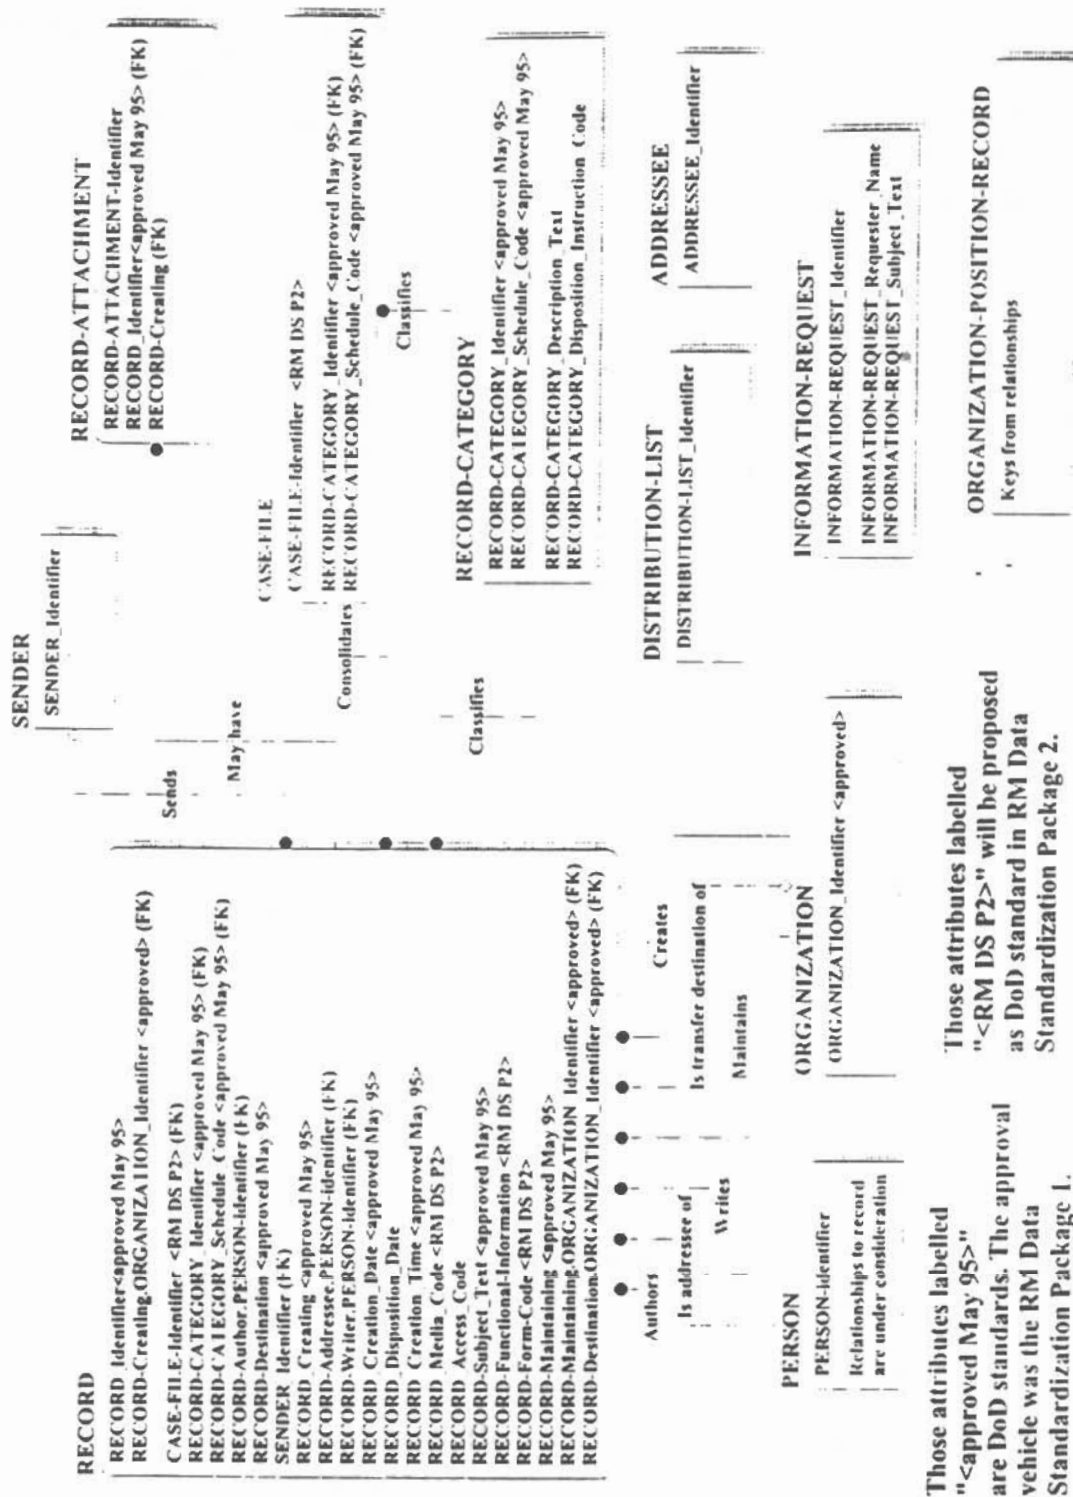 RECORD
RECORD_Identifier<approved May 95>
RECORD-Creating.ORGANIZATION_Identifier <approved> (FK)
CASE-FILE-Identifier <RM DS P2> (FK)
RECORD-CATEGORY_Identifier <approved May 95> (FK)
RECORD-CATEGORY_Schedule_Code <approved May 95> (FK)
RECORD-Author.PERSON-identifier (FK)
RECORD-Destination <approved May 95>
SENDER_Identifier (FK)
RECORD_Creating <approved May 95>
RECORD-Addressee.PERSON-identifier (FK)
RECORD-Writer.PERSON-identifier (FK)
RECORD_Creation_Date <approved May 95>
RECORD_Disposition_Date
RECORD_Creation_Time <approved May 95>
RECORD_Media_Code <RM DS P2>
RECORD_Access_Code
RECORD-Subject_Text <approved May 95>
RECORD-Functional-Information <RM DS P2>
RECORD-Form-Code <RM DS P2>
RECORD-Maintaining <approved May 95>
RECORD-Maintaining.ORGANIZATION_Identifier <approved> (FK)
RECORD-Destination.ORGANIZATION_Identifier <approved> (FK)
SENDER
SENDER_Identifier
Sends
May have
RECORD-ATTACHMENT
RECORD-ATTACHMENT-Identifier
RECORD_Identifier<approved May 95> (FK)
RECORD-Creating (FK)
CASE-FILE
CASE-FILE-Identifier <RM DS P2>
RECORD-CATEGORY_Identifier <approved May 95> (FK)
RECORD-CATEGORY_Schedule_Code <approved May 95> (FK)
Consolidates
Classifies
Classifies
RECORD-CATEGORY
RECORD-CATEGORY_Identifier <approved May 95>
RECORD-CATEGORY_Schedule_Code <approved May 95>
RECORD-CATEGORY_Description_Text
RECORD-CATEGORY_Disposition_Instruction_Code
Authors
Is addressee of
Writes
Creates
Is transfer destination of
Maintains
DISTRIBUTION-LIST
DISTRIBUTION-LIST_Identifier
ADDRESSEE
ADDRESSEE_Identifier
PERSON
PERSON-identifier
Relationships to record
are under consideration
ORGANIZATION
ORGANIZATION_Identifier <approved>
INFORMATION-REQUEST
INFORMATION-REQUEST_Identifier
INFORMATION-REQUEST_Requester_Name
INFORMATION-REQUEST_Subject_Text
ORGANIZATION-POSITION-RECORD
Keys from relationships
Those attributes labelled
"<approved May 95>"
are DoD standards. The approval
vehicle was the RM Data
Standardization Package 1.
Those attributes labelled
"<RM DS P2>" will be proposed
as DoD standard in RM Data
Standardization Package 2.